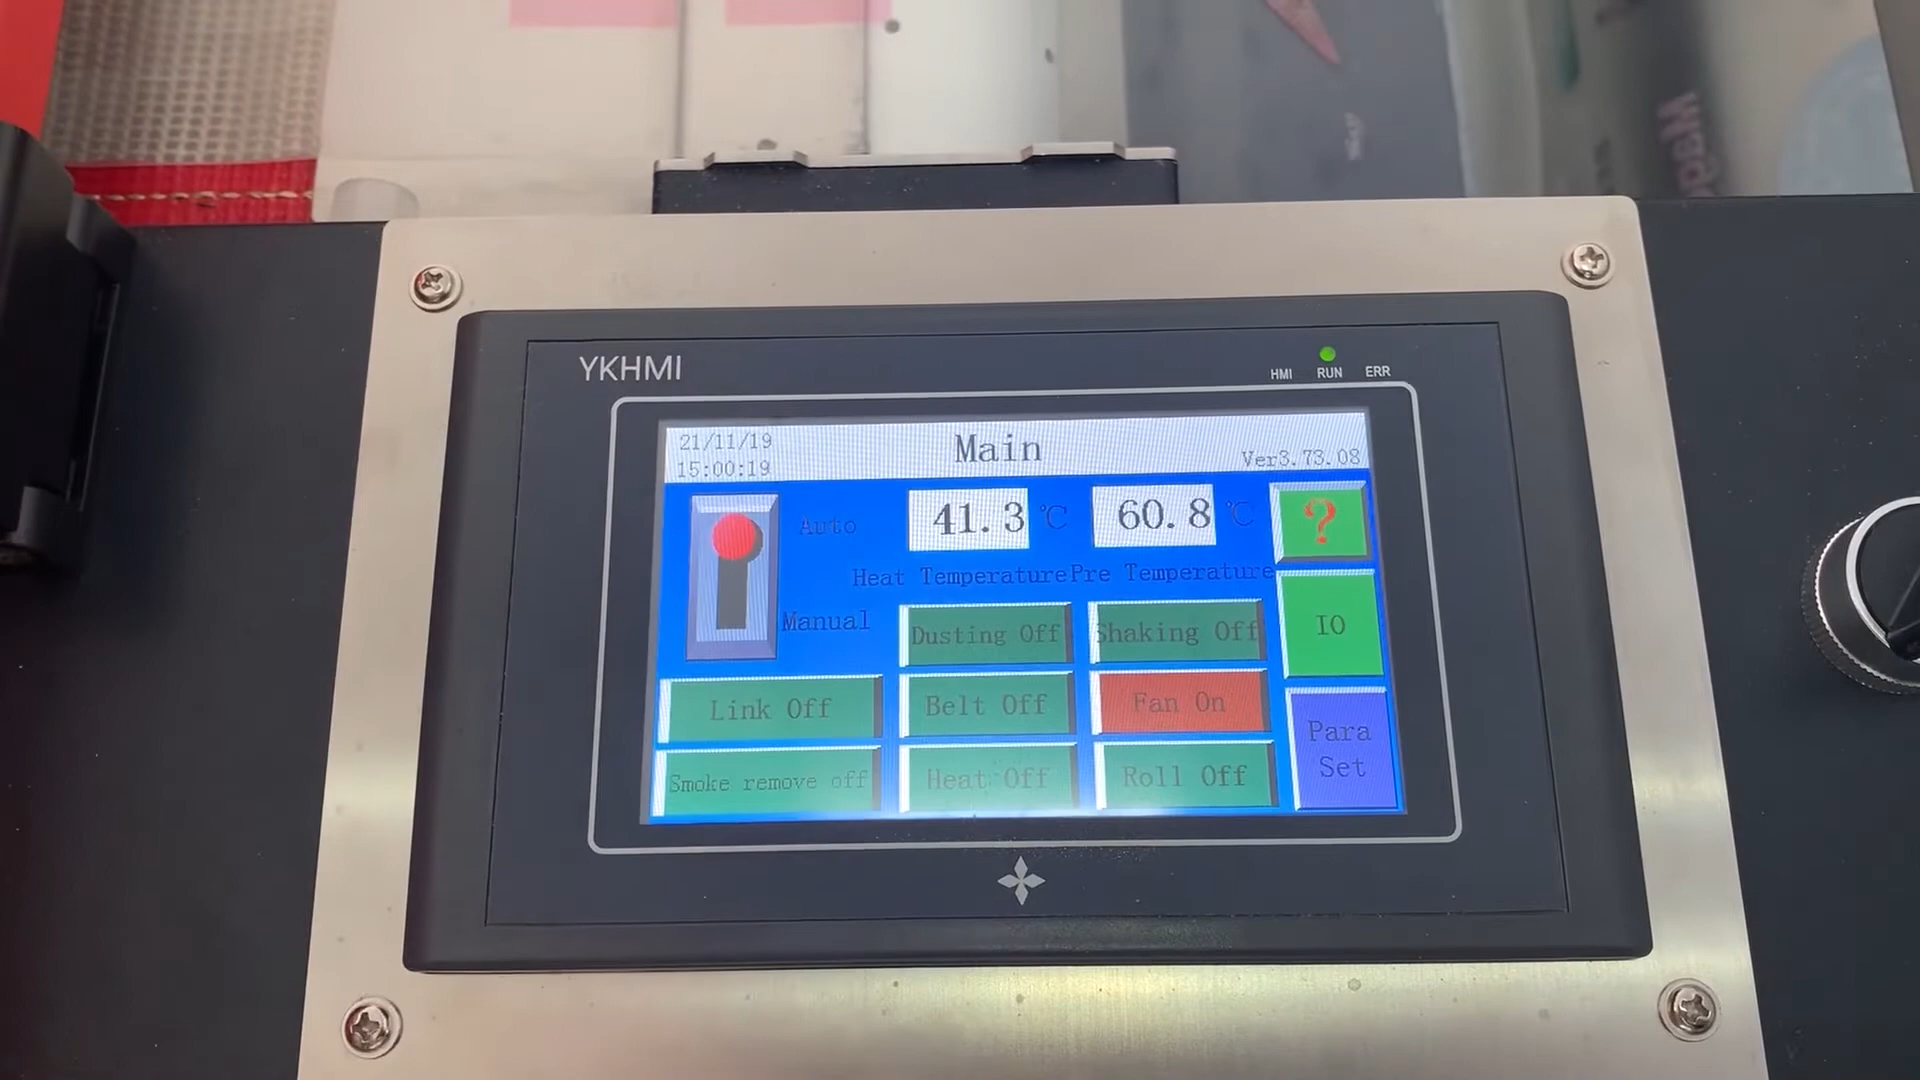 YKHMI
HMI RUN ERR
21/11/19
15:00:19
Main
Ver3.73.08
Auto
41.3 ℃
60.8 ℃
?
Heat Temperature
Pre Temperature
Manual
Dusting Off
Shaking Off
IO
Link Off
Belt Off
Fan On
Para
Set
Smoke remove off
Heat Off
Roll Off